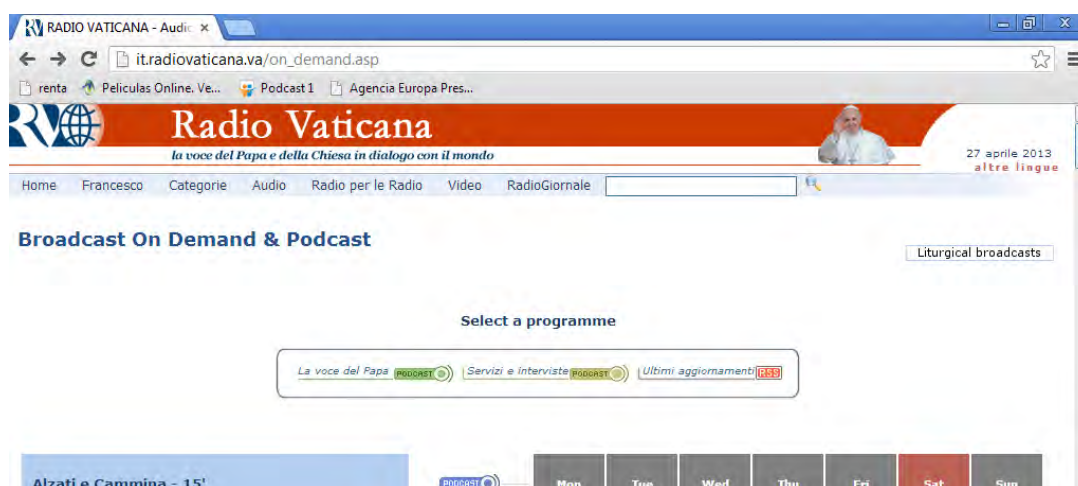 RADIO VATICANA - Audio
it.radiovaticana.va/on_demand.asp
renta Peliculas Online. Ve... Podcast 1 Agencia Europa Pres...
RV Radio Vaticana
la voce del Papa e della Chiesa in dialogo con il mondo
27 aprile 2013
altre lingue
Home Francesco Categorie Audio Radio per le Radio Video RadioGiornale
Broadcast On Demand & Podcast
Liturgical broadcasts
Select a programme
La voce del Papa PODCAST Servizi e interviste PODCAST Ultimi aggiornamenti RSS
Alzati e Cammina - 15' PODCAST Mon Tue Wed Thu Fri Sat Sun